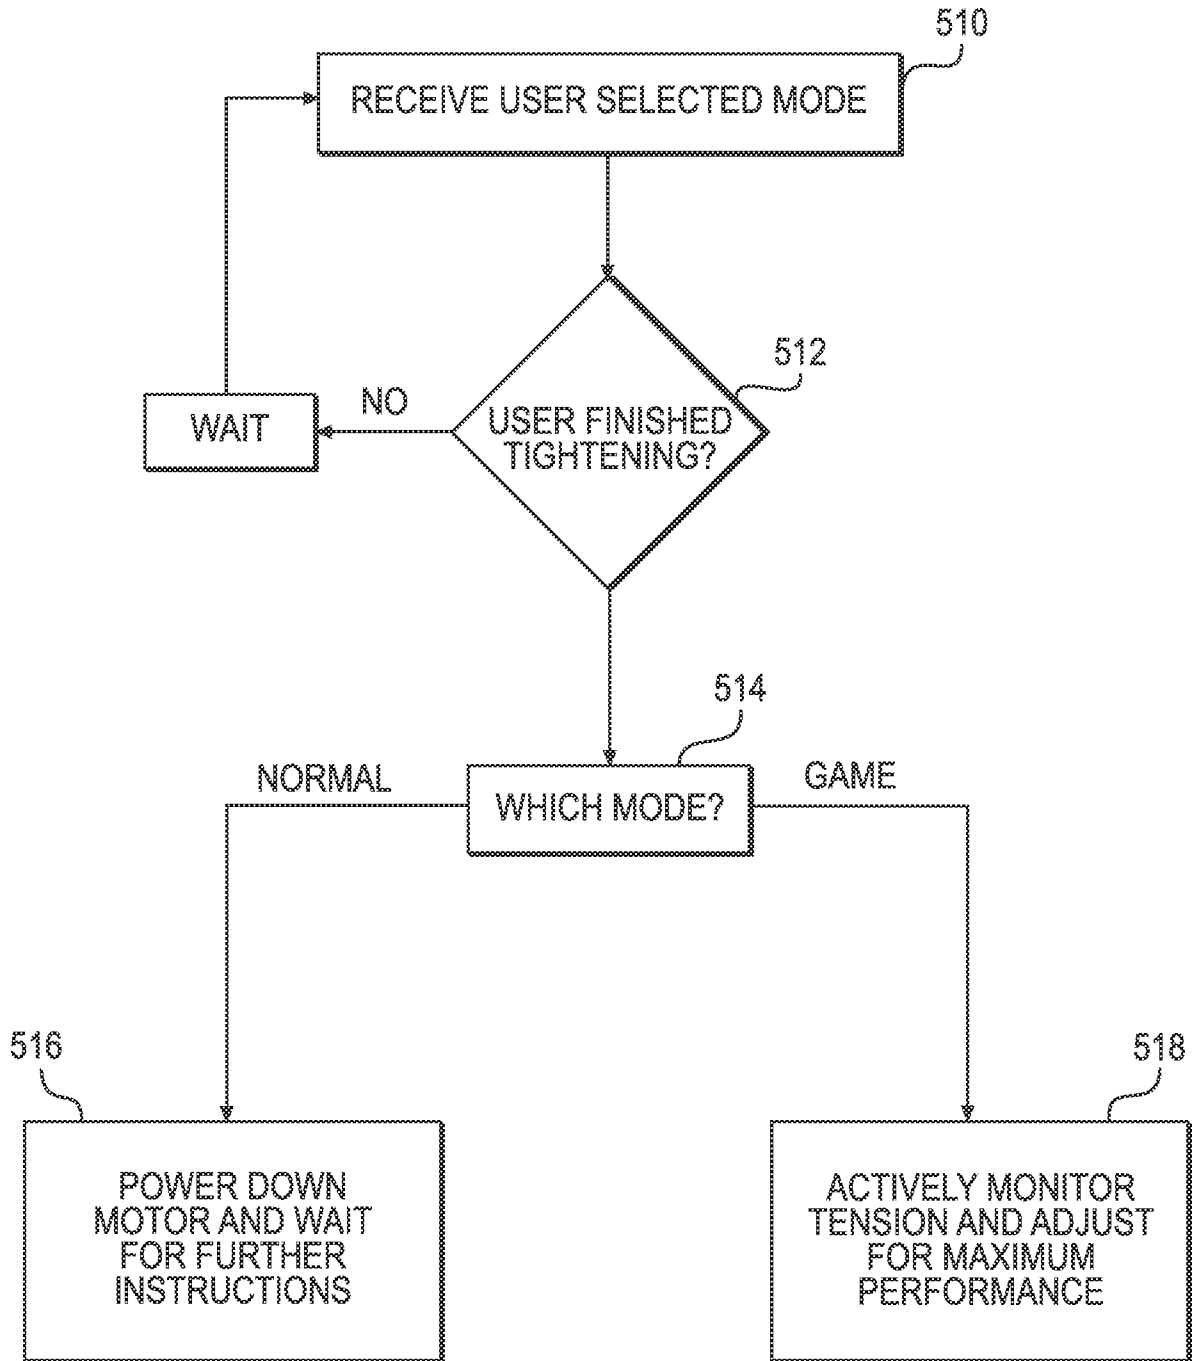 510
RECEIVE USER SELECTED MODE
512
USER FINISHED
TIGHTENING?
NO
WAIT
514
WHICH MODE?
NORMAL
GAME
516
POWER DOWN
MOTOR AND WAIT
FOR FURTHER
INSTRUCTIONS
518
ACTIVELY MONITOR
TENSION AND ADJUST
FOR MAXIMUM
PERFORMANCE